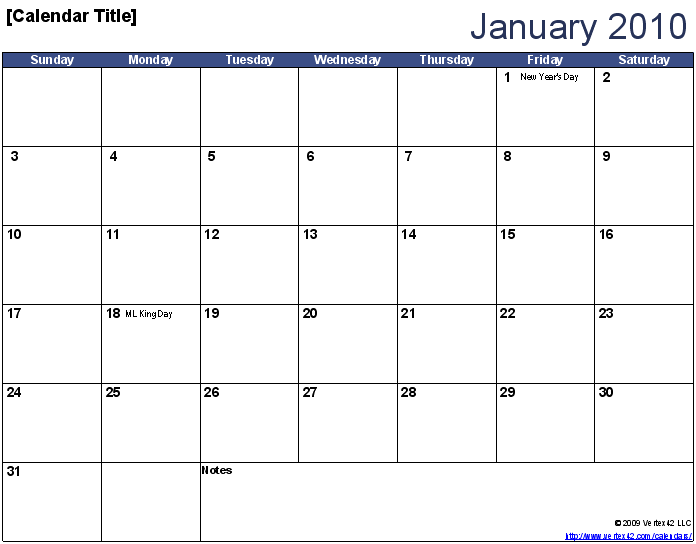 [Calendar Title]
January 2010
Sunday Monday Tuesday Wednesday Thursday Friday Saturday
1 New Year's Day 2
3 4 5 6 7 8 9
10 11 12 13 14 15 16
17 18 ML King Day 19 20 21 22 23
24 25 26 27 28 29 30
31 Notes
© 2009 Vertex42 LLC
http://www.vertex42.com/calendars/